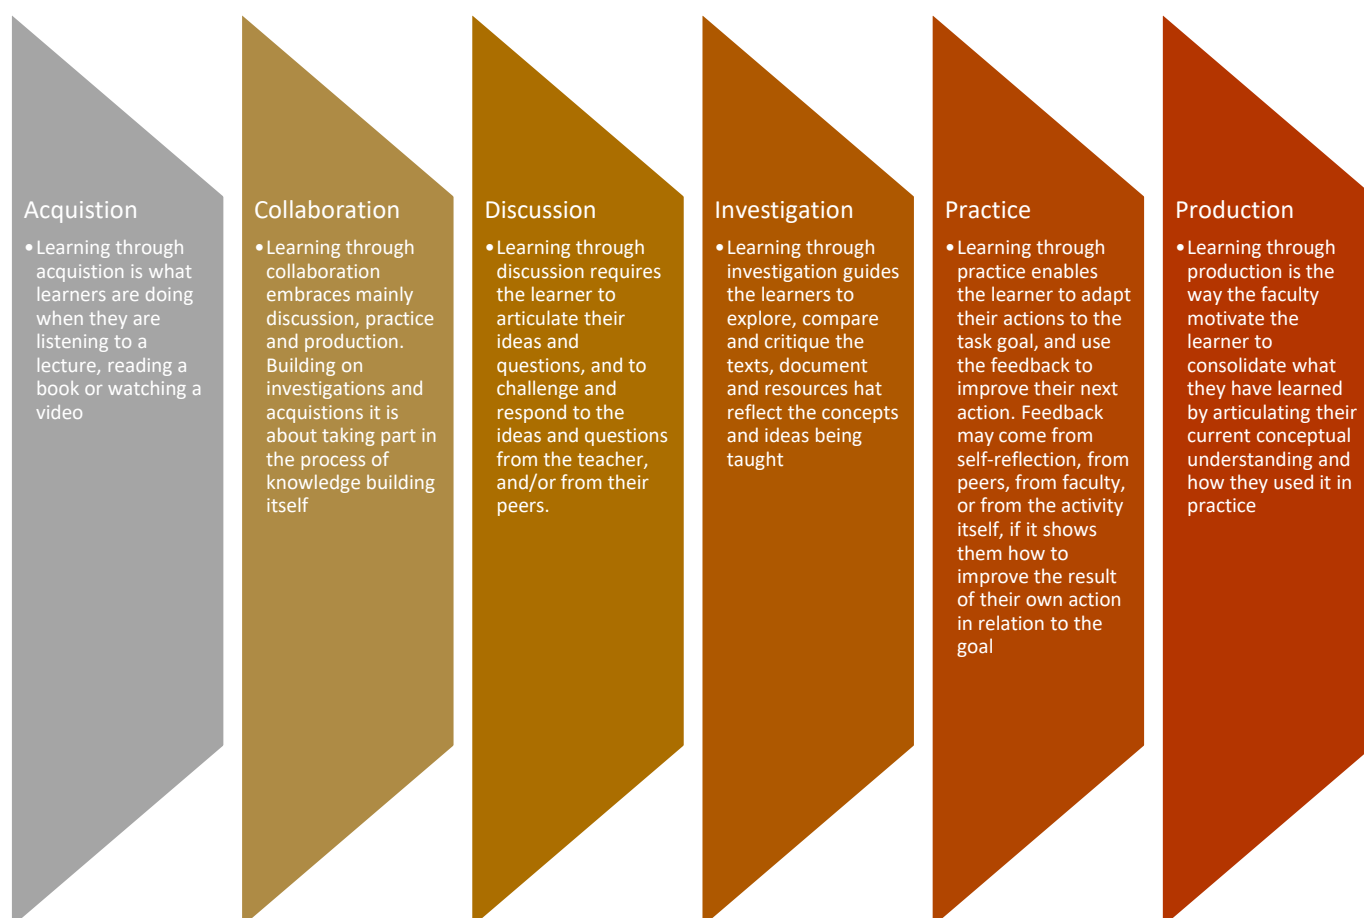 Acquistion
•Learning through
acquistion is what
learners are doing
when they are
listening to a
lecture, reading a
book or watching a
video
Collaboration
•Learning through
collaboration
embraces mainly
discussion, practice
and production.
Building on
investigations and
acquistions it is
about taking part in
the process of
knowledge building
itself
Discussion
•Learning through
discussion requires
the learner to
articulate their
ideas and
questions, and to
challenge and
respond to the
ideas and questions
from the teacher,
and/or from their
peers.
Investigation
•Learning through
investigation guides
the learners to
explore, compare
and critique the
texts, document
and resources hat
reflect the concepts
and ideas being
taught
Practice
•Learning through
practice enables
the learner to adapt
their actions to the
task goal, and use
the feedback to
improve their next
action. Feedback
may come from
self-reflection, from
peers, from faculty,
or from the activity
itself, if it shows
them how to
improve the result
of their own action
in relation to the
goal
Production
•Learning through
production is the
way the faculty
motivate the
learner to
consolidate what
they have learned
by articulating their
current conceptual
understanding and
how they used it in
practice